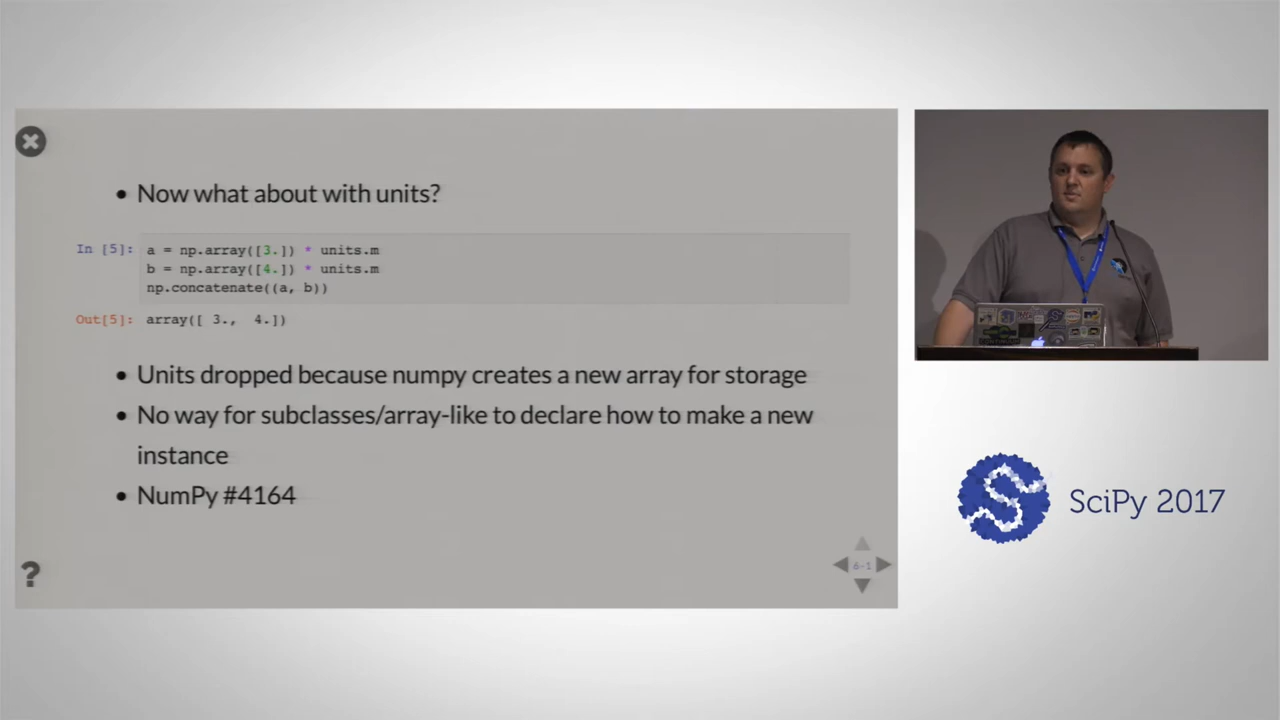 • Now what about with units?
In [5]: a = np.array([3.]) * units.m
b = np.array([4.]) * units.m
np.concatenate((a, b))
Out[5]: array([ 3., 4.])
• Units dropped because numpy creates a new array for storage
• No way for subclasses/array-like to declare how to make a new
instance
• NumPy #4164
?
6-1
SciPy 2017